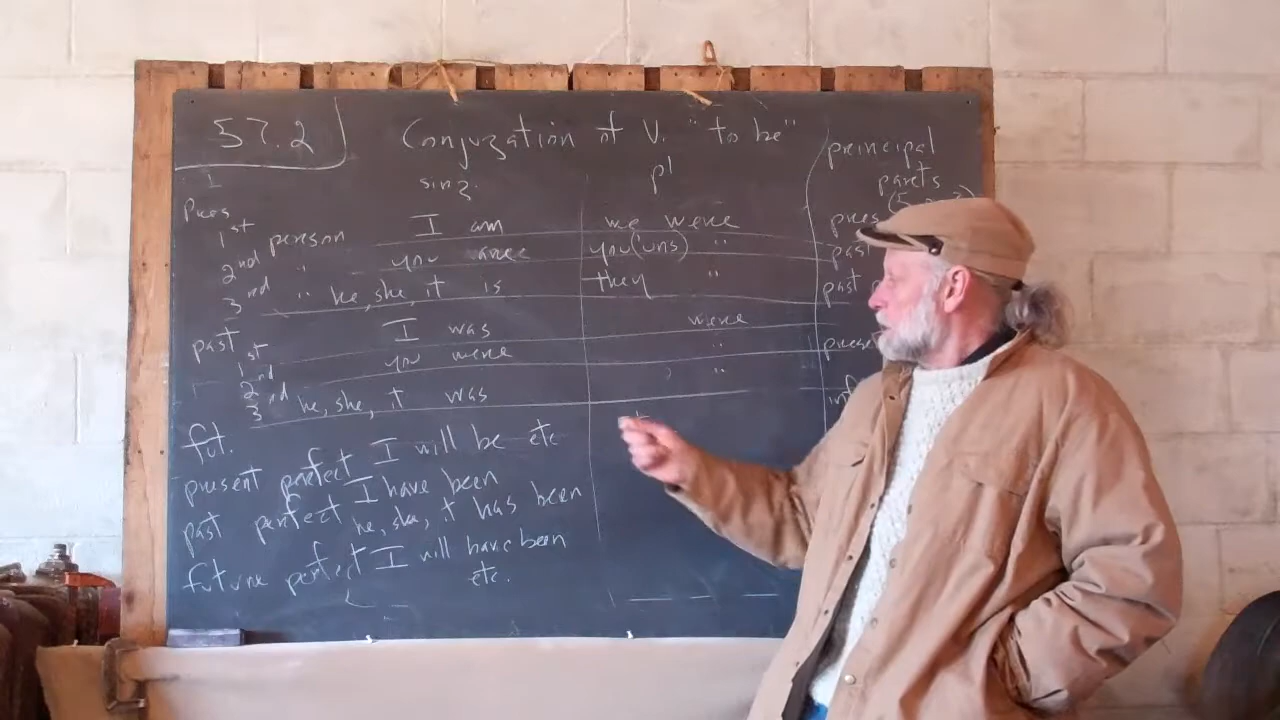 57.2 Conjugation of V. "to be"
sing. pl principal
parts
I
Pres pres
1st person I am we were
2nd " you are you(uns) " past
3rd " he, she, it is they " past
past I was were
1st
2nd you were "
3rd he, she, it was "
fut. I will be etc
present perfect I have been
past perfect he, she, it has been
future perfect I will have been
etc.